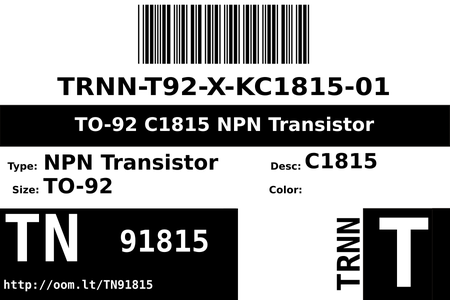 TRNN-T92-X-KC1815-01
TO-92 C1815 NPN Transistor
Type: NPN Transistor
Desc: C1815
Size: TO-92
Color:
TN
91815
http://oom.lt/TN91815
TRNN
T